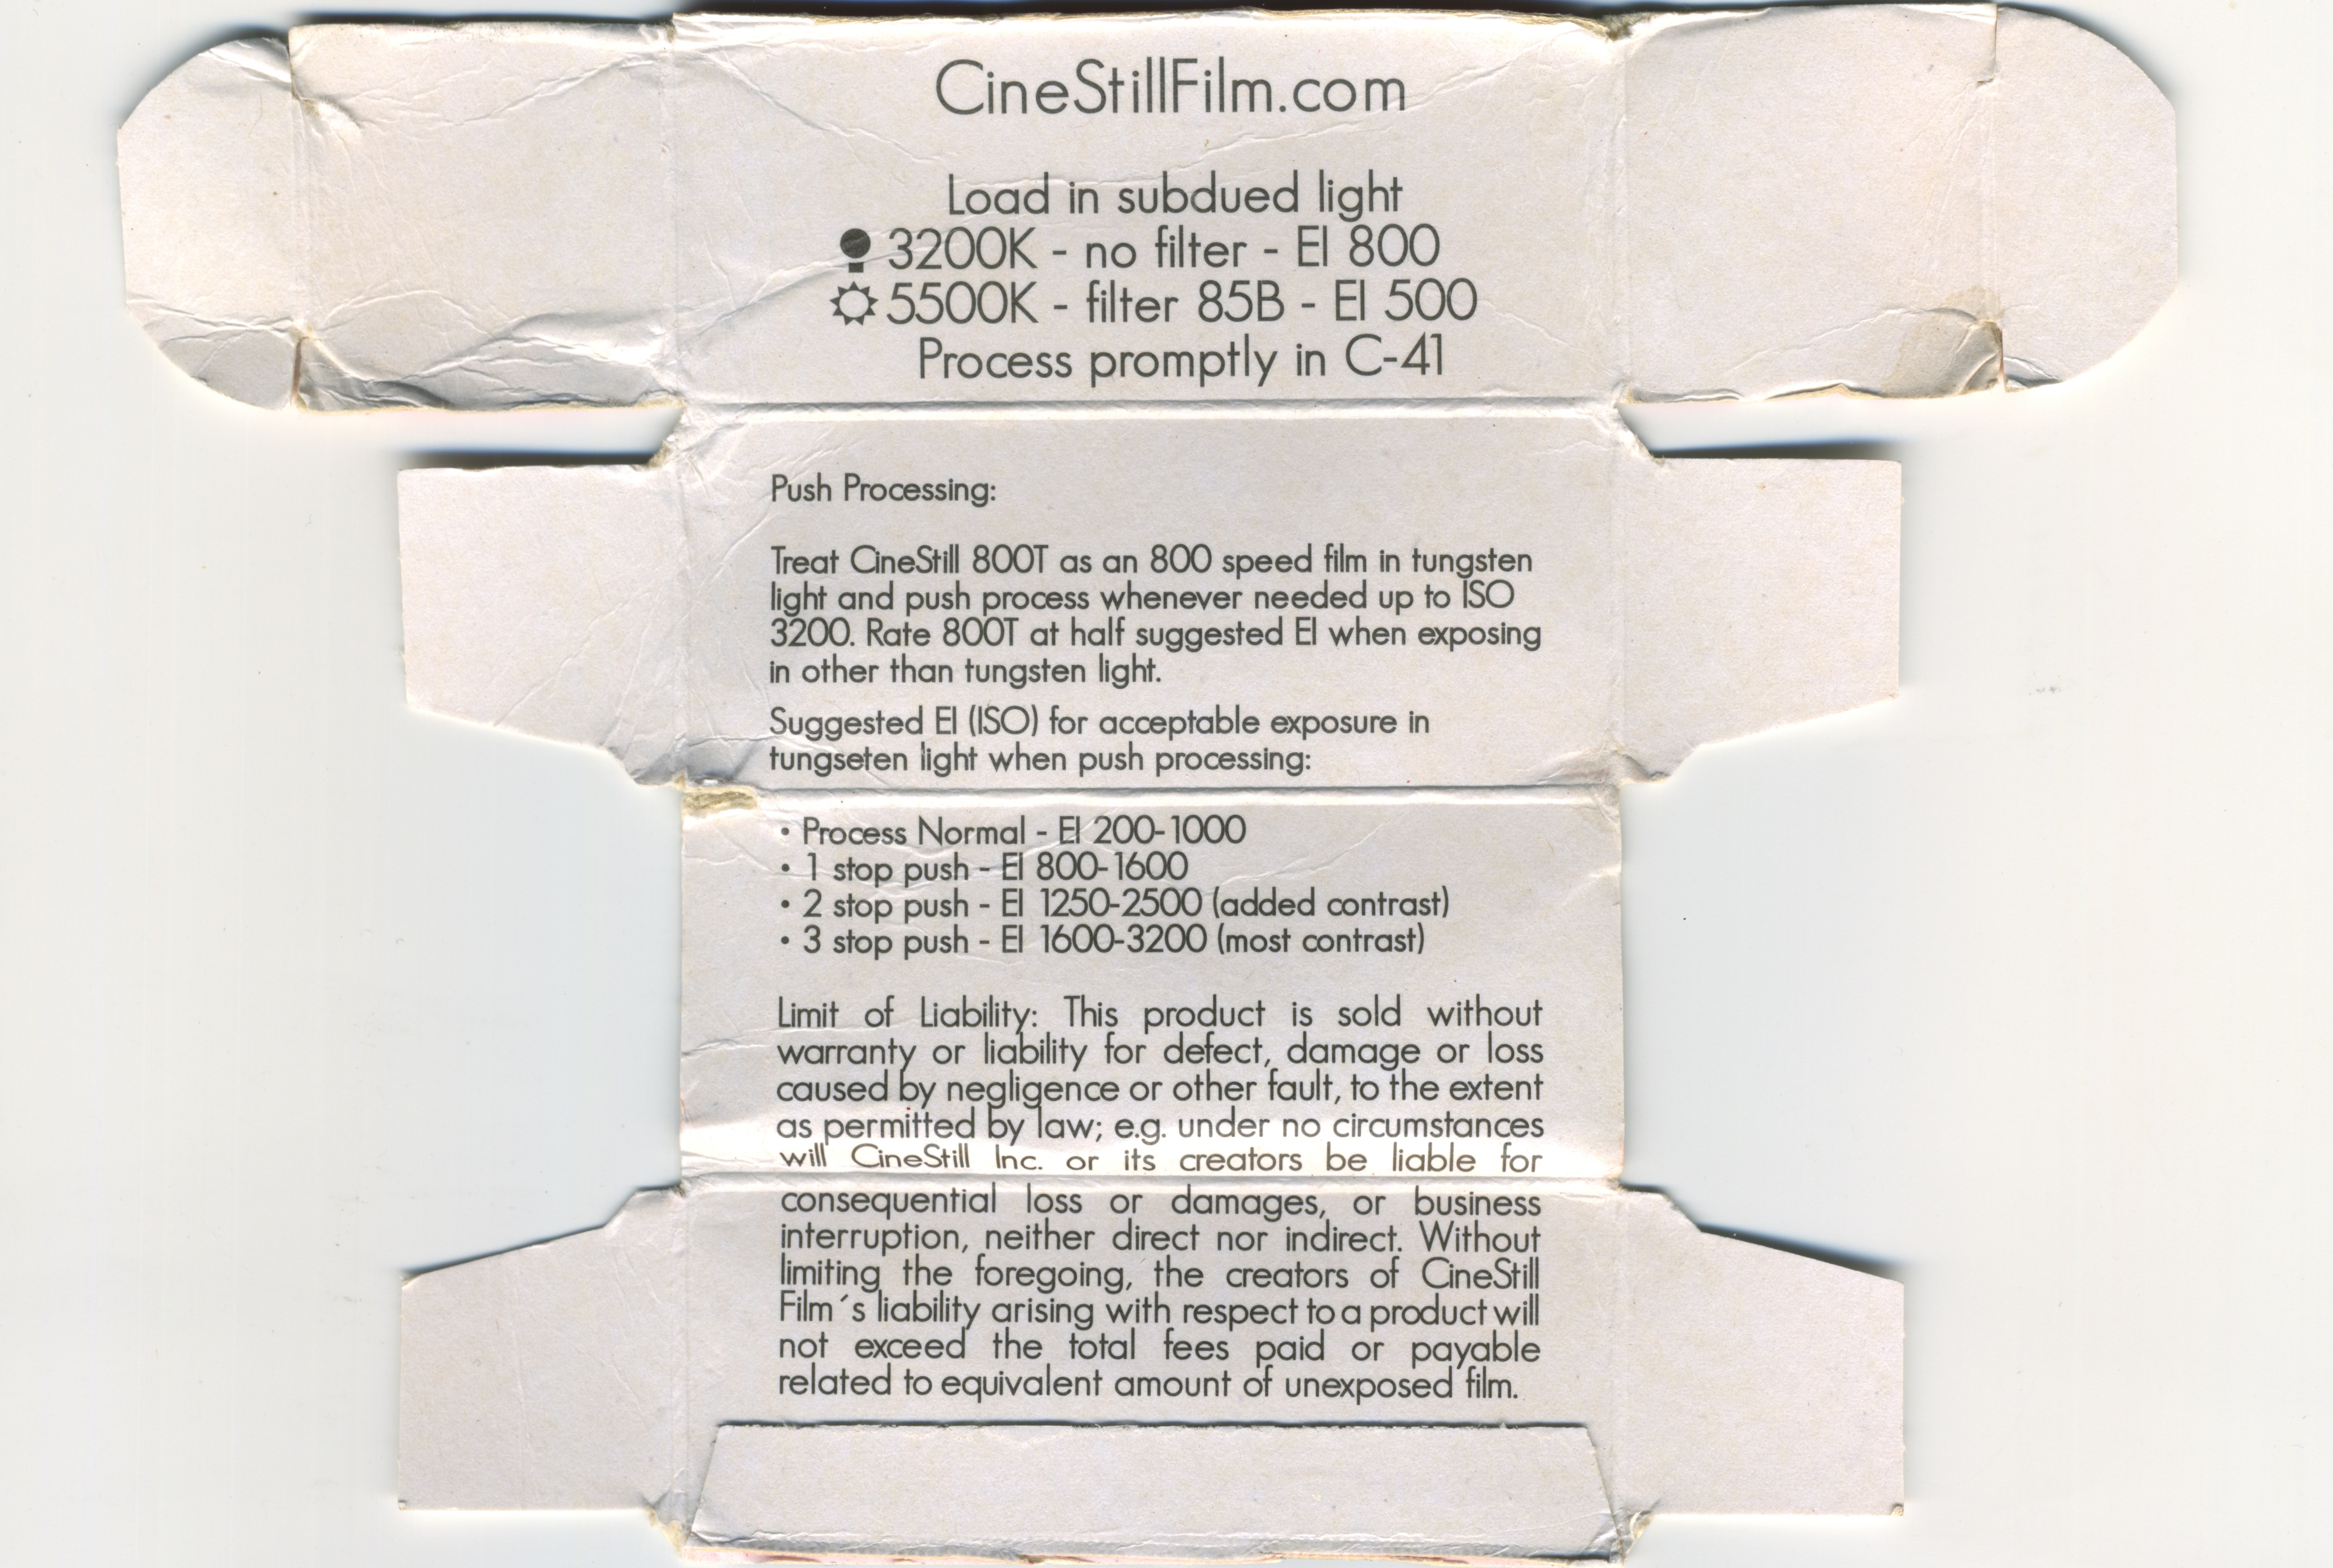 CineStillFilm.com
Load in subdued light
3200K - no filter - EI 800
5500K - filter 85B - EI 500
Process promptly in C-41
Push Processing:
Treat CineStill 800T as an 800 speed film in tungsten
light and push process whenever needed up to ISO
3200. Rate 800T at half suggested EI when exposing
in other than tungsten light.
Suggested EI (ISO) for acceptable exposure in
tungseten light when push processing:
• Process Normal - EI 200-1000
• 1 stop push - EI 800-1600
• 2 stop push - EI 1250-2500 (added contrast)
• 3 stop push - EI 1600-3200 (most contrast)
Limit of Liability: This product is sold without
warranty or liability for defect, damage or loss
caused by negligence or other fault, to the extent
as permitted by law; e.g. under no circumstances
will CineStill Inc. or its creators be liable for
consequential loss or damages, or business
interruption, neither direct nor indirect. Without
limiting the foregoing, the creators of CineStill
Film´s liability arising with respect to a product will
not exceed the total fees paid or payable
related to equivalent amount of unexposed film.